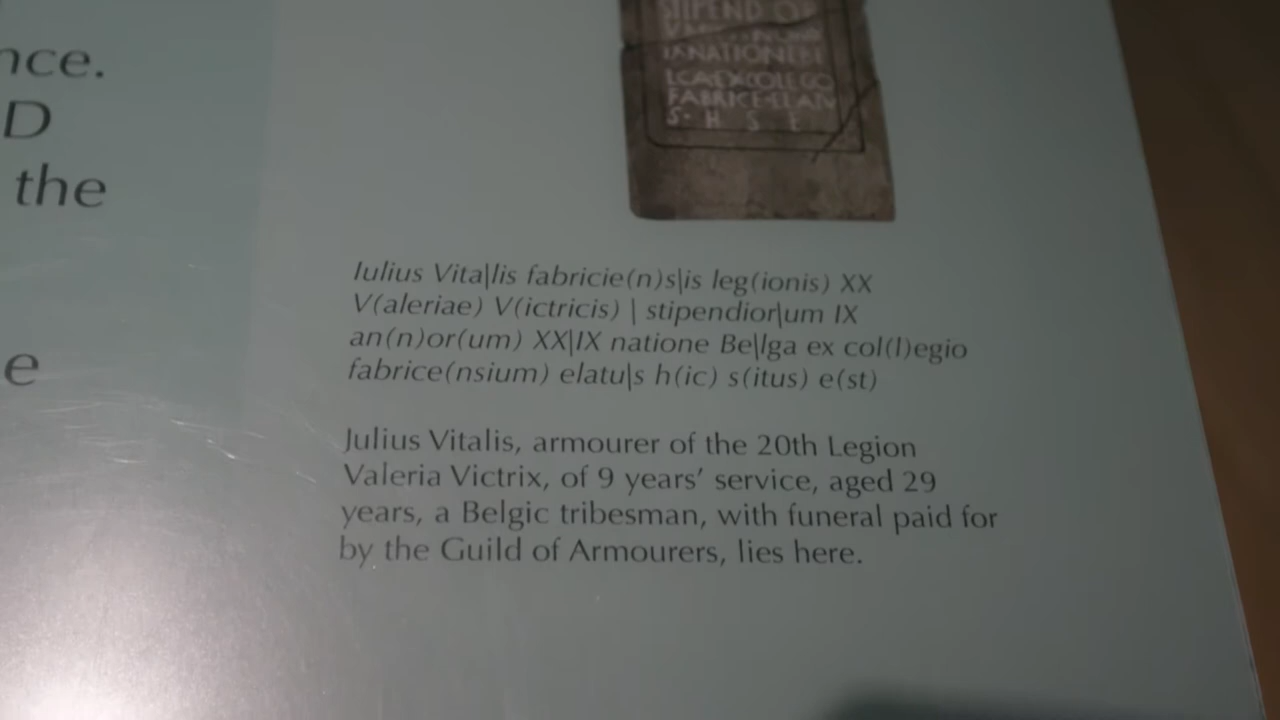 nce.
D
the
e
STIPEND OR
IANATIONEBE
LGAEXCOLEGO
FABRICE·ELATV
S· H S E
Iulius Vita|lis fabricie(n)s|is leg(ionis) XX
V(aleriae) V(ictricis) | stipendior|um IX
an(n)or(um) XX|IX natione Be|lga ex col(l)egio
fabrice(nsium) elatu|s h(ic) s(itus) e(st)
Julius Vitalis, armourer of the 20th Legion
Valeria Victrix, of 9 years' service, aged 29
years, a Belgic tribesman, with funeral paid for
by the Guild of Armourers, lies here.